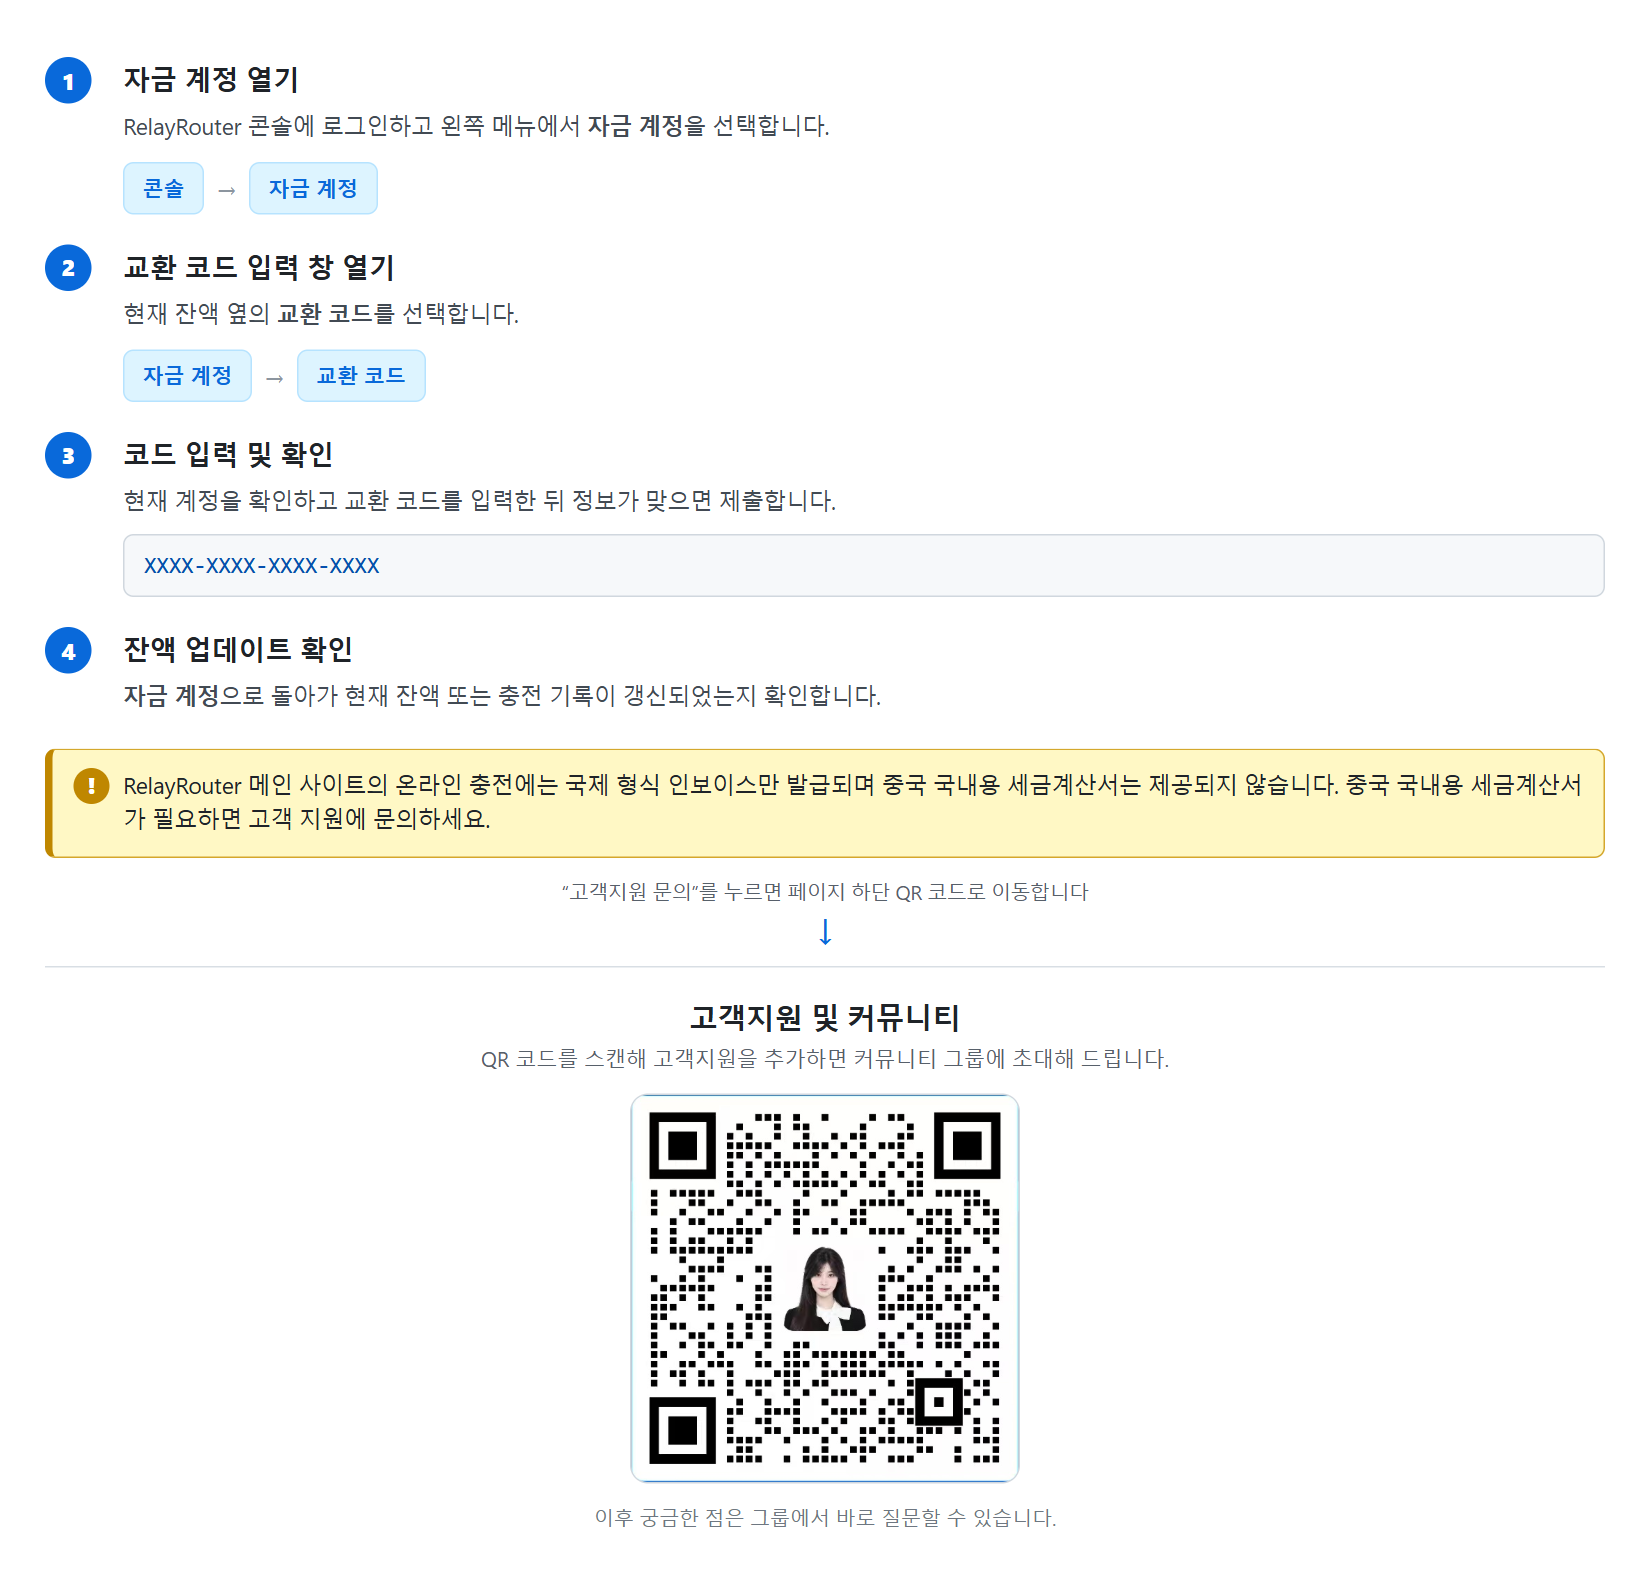 1
자금 계정 열기
RelayRouter 콘솔에 로그인하고 왼쪽 메뉴에서 자금 계정을 선택합니다.
콘솔 → 자금 계정
2
교환 코드 입력 창 열기
현재 잔액 옆의 교환 코드를 선택합니다.
자금 계정 → 교환 코드
3
코드 입력 및 확인
현재 계정을 확인하고 교환 코드를 입력한 뒤 정보가 맞으면 제출합니다.
XXXX-XXXX-XXXX-XXXX
4
잔액 업데이트 확인
자금 계정으로 돌아가 현재 잔액 또는 충전 기록이 갱신되었는지 확인합니다.
! RelayRouter 메인 사이트의 온라인 충전에는 국제 형식 인보이스만 발급되며 중국 국내용 세금계산서는 제공되지 않습니다. 중국 국내용 세금계산서
가 필요하면 고객 지원에 문의하세요.
“고객지원 문의”를 누르면 페이지 하단 QR 코드로 이동합니다
↓
고객지원 및 커뮤니티
QR 코드를 스캔해 고객지원을 추가하면 커뮤니티 그룹에 초대해 드립니다.
이후 궁금한 점은 그룹에서 바로 질문할 수 있습니다.